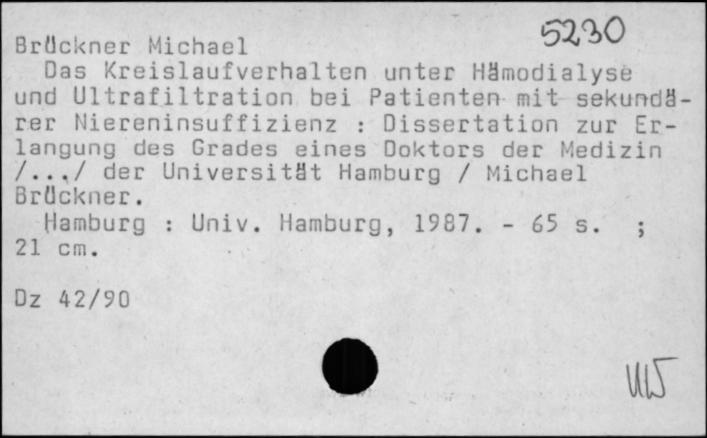 5230
Brückner Michael
Das Kreislaufverhalten unter Hämodialyse
und Ultrafiltration bei Patienten mit sekundä-
rer Niereninsuffizienz : Dissertation zur Er-
langung des Grades eines Doktors der Medizin
/.../ der Universität Hamburg / Michael
Brückner.
Hamburg : Univ. Hamburg, 1987. - 65 s. ;
21 cm.
Dz 42/90